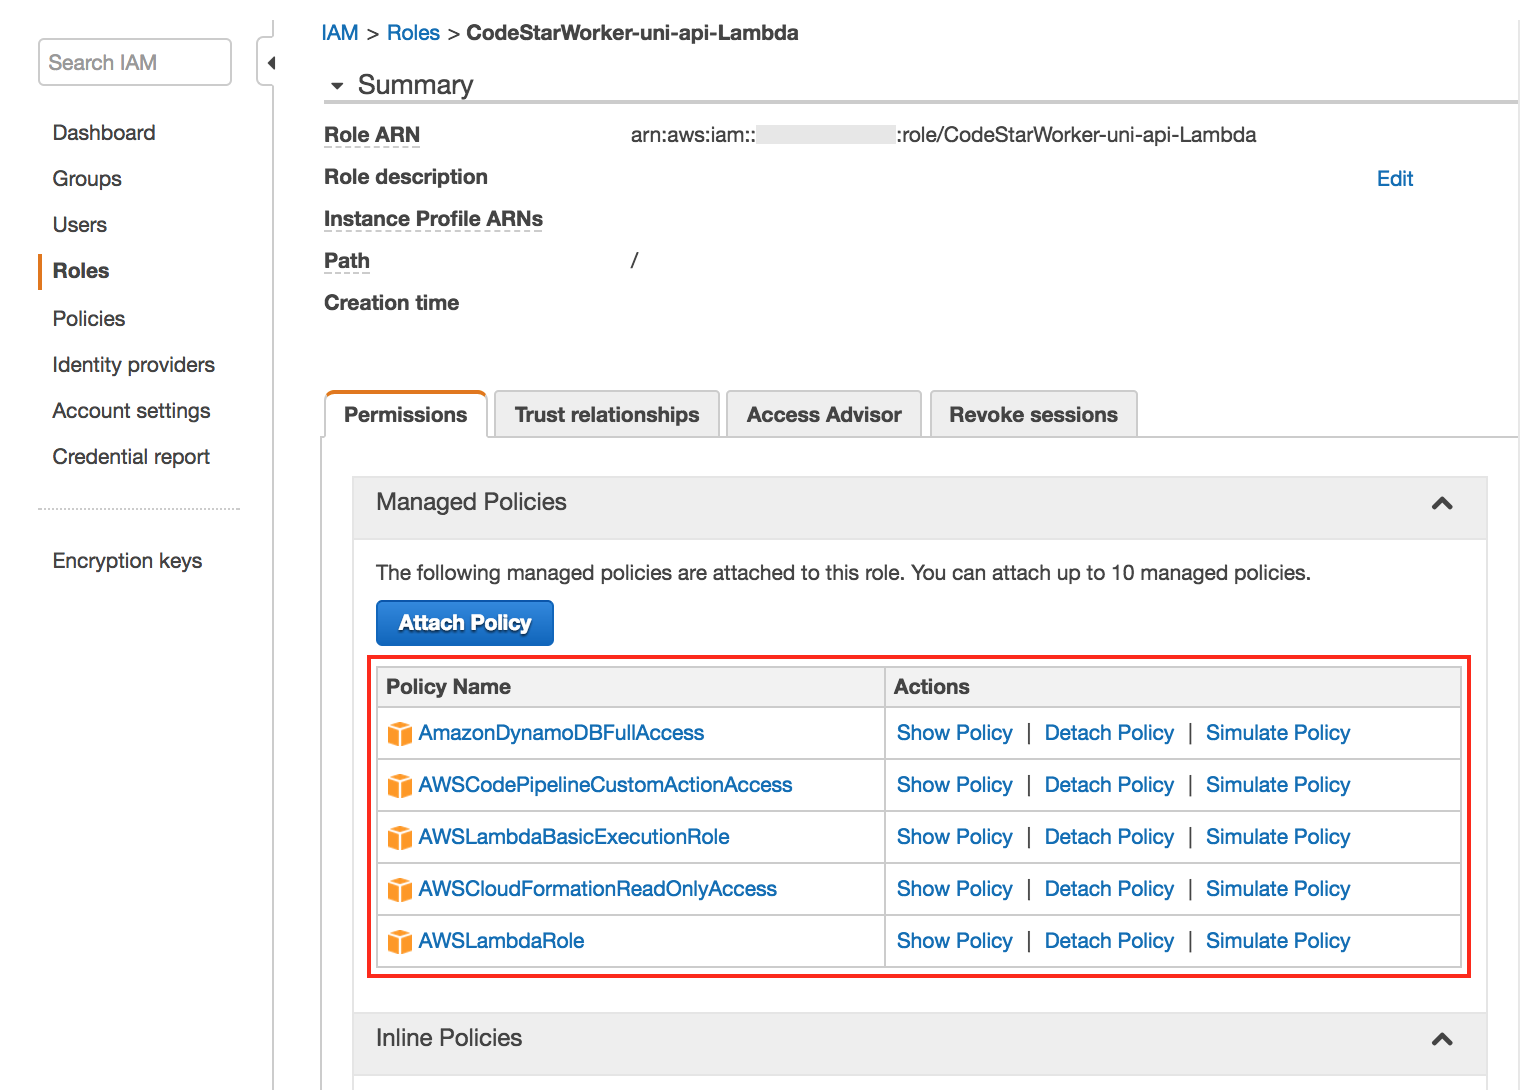 Search IAM
Dashboard
Groups
Users
Roles
Policies
Identity providers
Account settings
Credential report
Encryption keys
IAM > Roles > CodeStarWorker-uni-api-Lambda
Summary
Role ARN arn:aws:iam:: :role/CodeStarWorker-uni-api-Lambda
Role description Edit
Instance Profile ARNs
Path /
Creation time
Permissions Trust relationships Access Advisor Revoke sessions
Managed Policies
The following managed policies are attached to this role. You can attach up to 10 managed policies.
Attach Policy
Policy Name Actions
AmazonDynamoDBFullAccess Show Policy | Detach Policy | Simulate Policy
AWSCodePipelineCustomActionAccess Show Policy | Detach Policy | Simulate Policy
AWSLambdaBasicExecutionRole Show Policy | Detach Policy | Simulate Policy
AWSCloudFormationReadOnlyAccess Show Policy | Detach Policy | Simulate Policy
AWSLambdaRole Show Policy | Detach Policy | Simulate Policy
Inline Policies